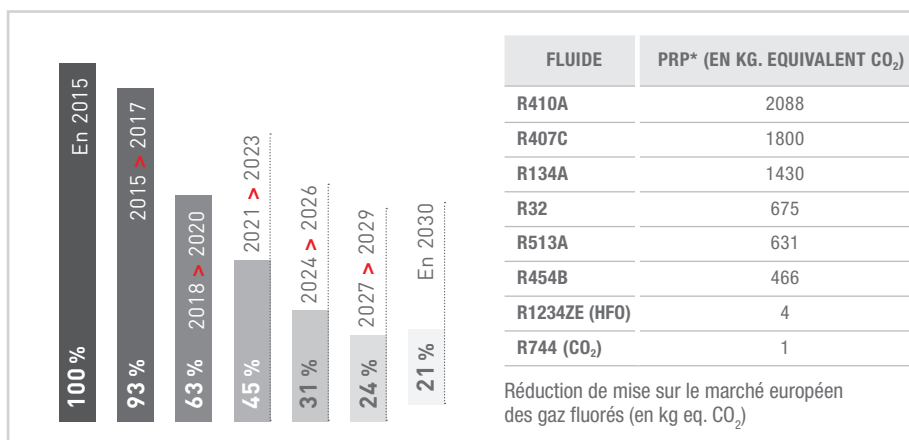 En 2015
100 %
2015 > 2017
93 %
2018 > 2020
63 %
2021 > 2023
45 %
2024 > 2026
31 %
2027 > 2029
24 %
En 2030
21 %
FLUIDE PRP* (EN KG. EQUIVALENT CO₂)
R410A 2088
R407C 1800
R134A 1430
R32 675
R513A 631
R454B 466
R1234ZE (HFO) 4
R744 (CO₂) 1
Réduction de mise sur le marché européen
des gaz fluorés (en kg eq. CO₂)